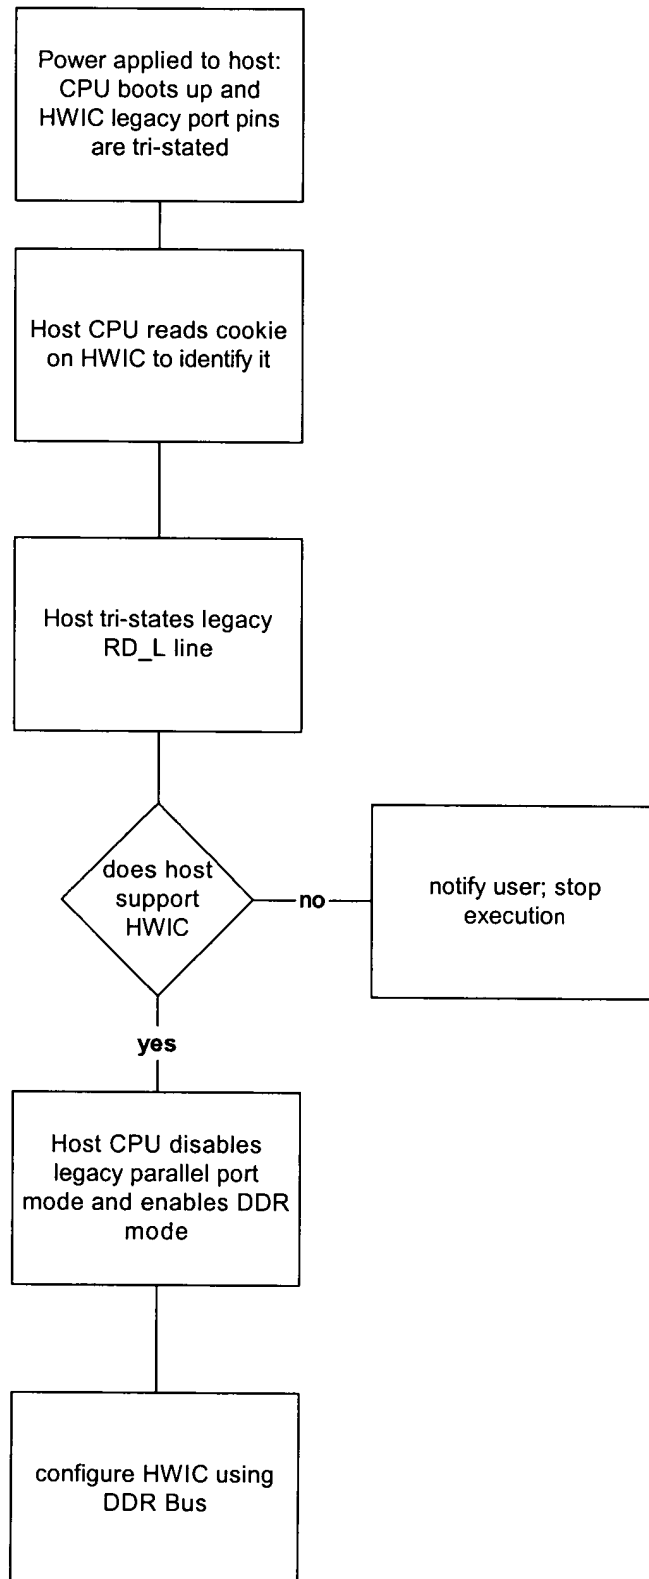 Power applied to host:
CPU boots up and
HWIC legacy port pins
are tri-stated
Host CPU reads cookie
on HWIC to identify it
Host tri-states legacy
RD_L line
does host
support
HWIC
no
notify user; stop
execution
yes
Host CPU disables
legacy parallel port
mode and enables DDR
mode
configure HWIC using
DDR Bus